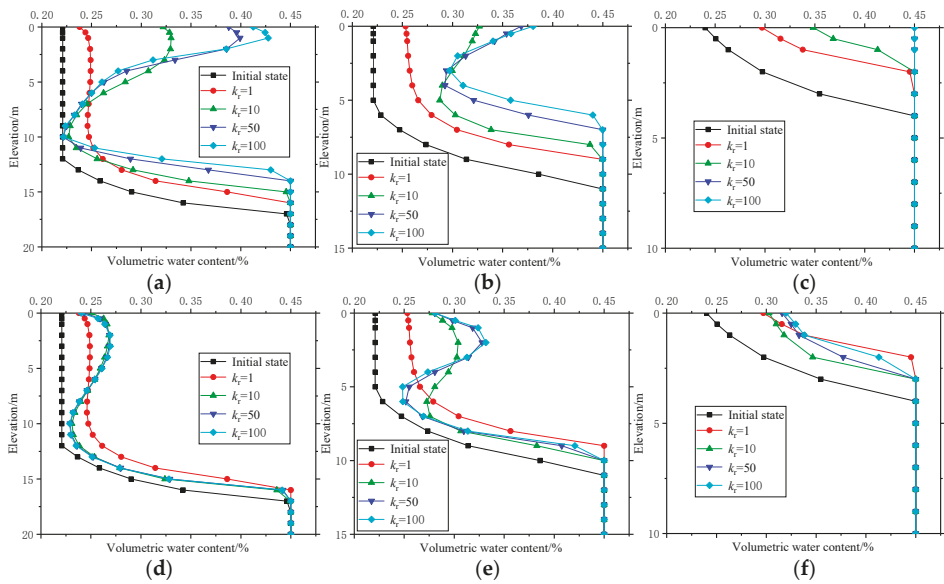 0.20 0.25 0.30 0.35 0.40 0.45
0
5
10
15
20
Elevation/m
Initial state
kr=1
kr=10
kr=50
kr=100
Volumetric water content/%
(a)
0.20 0.25 0.30 0.35 0.40 0.45
0
5
10
15
Elevation/m
Initial state
kr=1
kr=10
kr=50
kr=100
Volumetric water content/%
(b)
0.20 0.25 0.30 0.35 0.40 0.45
0
5
10
Elevation/m
Initial state
kr=1
kr=10
kr=50
kr=100
Volumetric water content/%
(c)
0.20 0.25 0.30 0.35 0.40 0.45
0
5
10
15
20
Elevation/m
Initial state
kr=1
kr=10
kr=50
kr=100
Volumetric water content/%
(d)
0.20 0.25 0.30 0.35 0.40 0.45
0
5
10
15
Elevation/m
Initial state
kr=1
kr=10
kr=50
kr=100
Volumetric water content/%
(e)
0.20 0.25 0.30 0.35 0.40 0.45
0
5
10
Elevation/m
Initial state
kr=1
kr=10
kr=50
kr=100
Volumetric water content/%
(f)